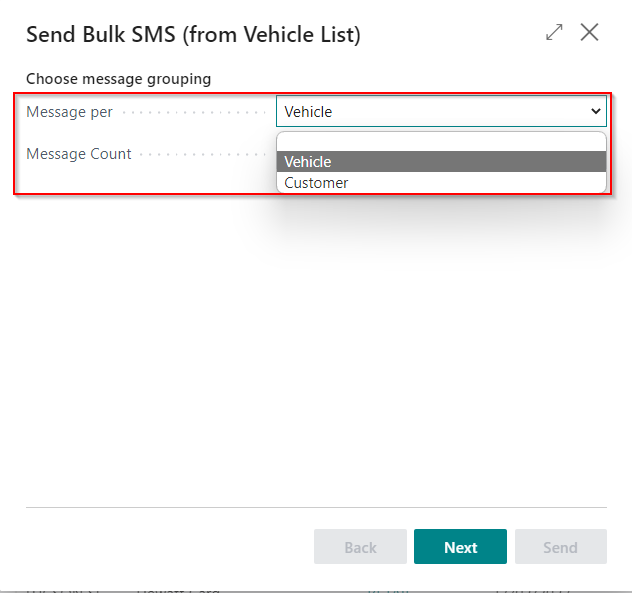 Send Bulk SMS (from Vehicle List)
Choose message grouping
Message per Vehicle
Message Count
Vehicle
Customer
Back Next Send